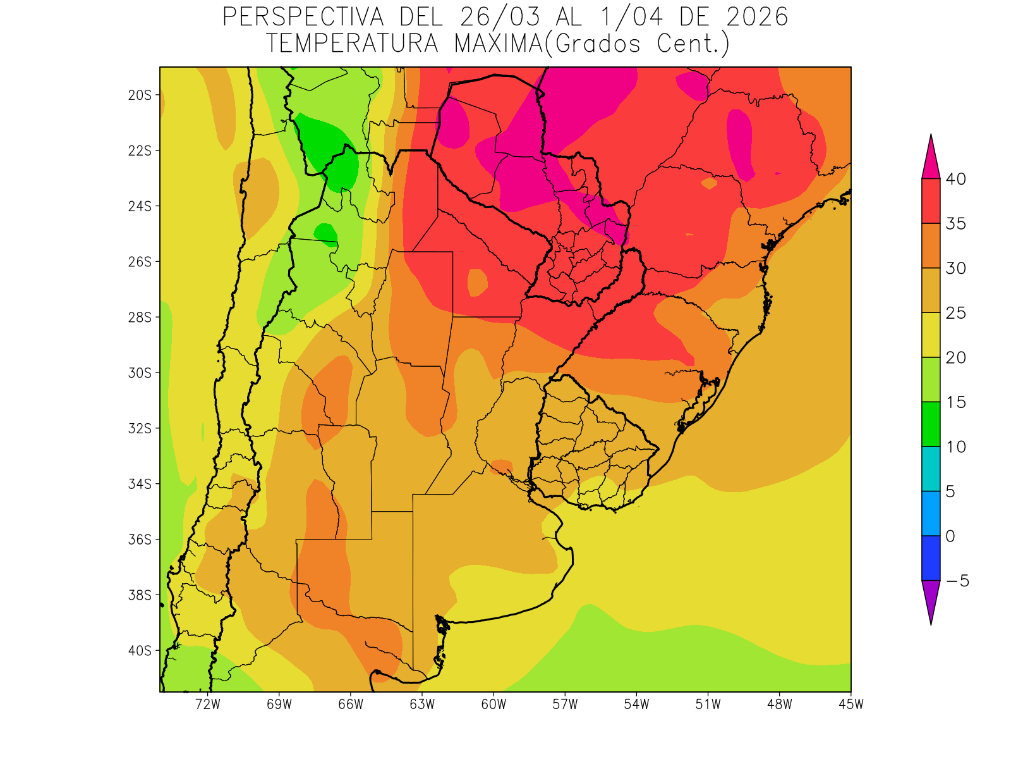 PERSPECTIVA DEL 26/03 AL 1/04 DE 2026
TEMPERATURA MAXIMA(Grados Cent.)
20S
22S
24S
26S
28S
30S
32S
34S
36S
38S
40S
72W 69W 66W 63W 60W 57W 54W 51W 48W 45W
40
35
30
25
20
15
10
5
0
−5